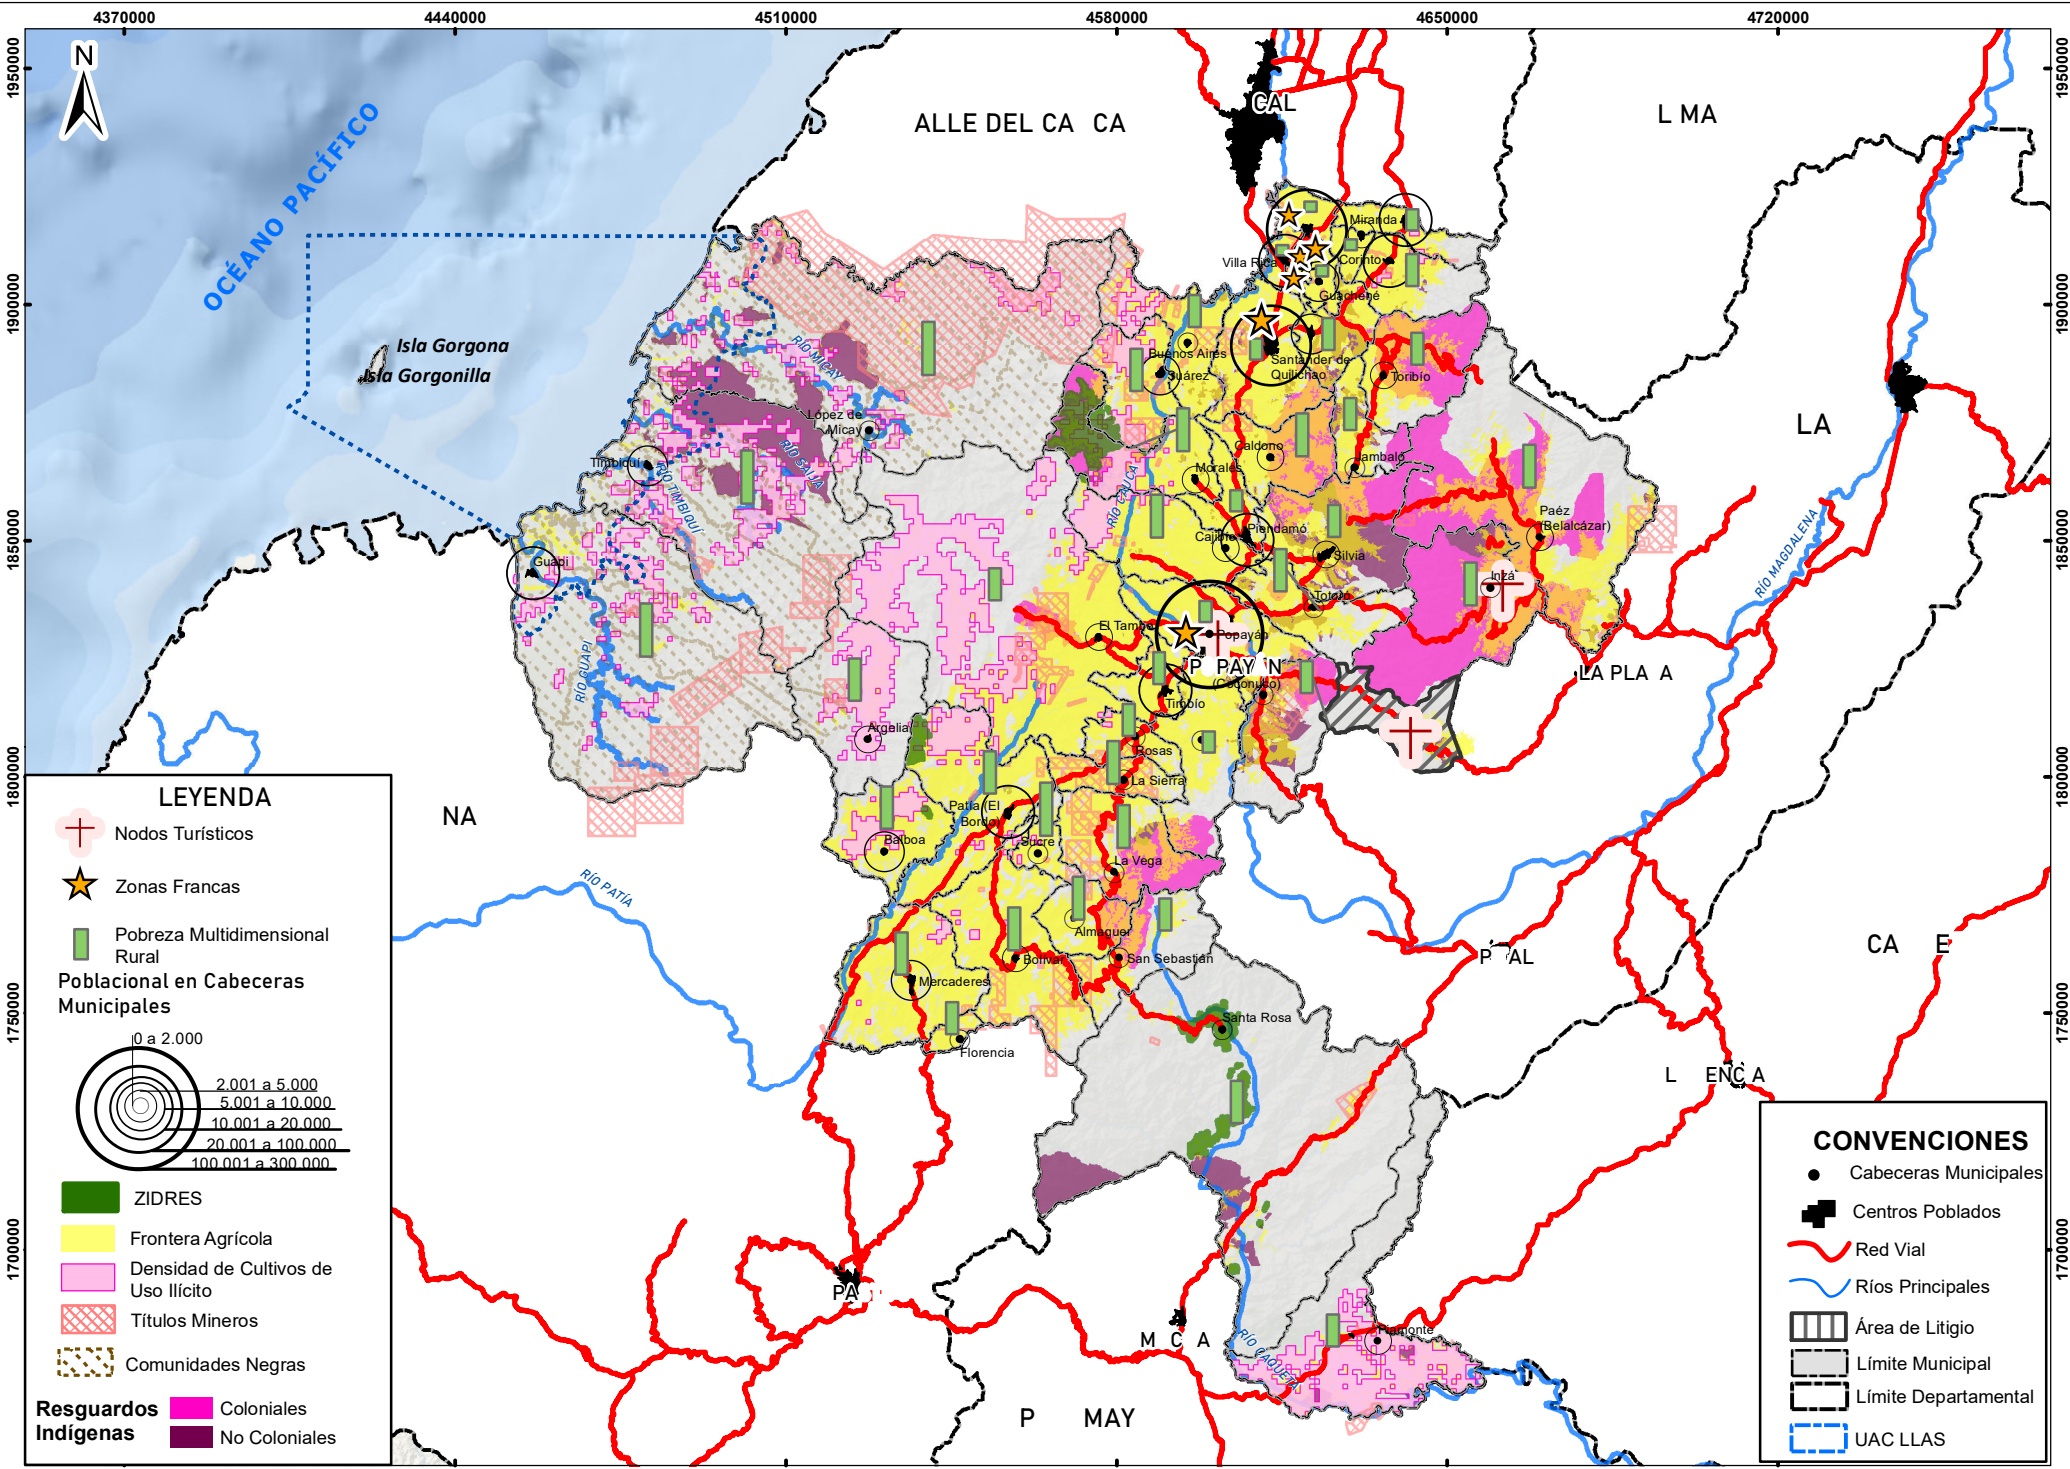 4370000 4440000 4510000 4580000 4650000 4720000
1950000
1900000
1850000
1800000
1750000
1700000
1950000
1900000
1850000
1800000
1750000
1700000
N
OCÉANO PACÍFICO
Isla Gorgona
Isla Gorgonilla
ALLE DEL CA CA
CAL
L MA
LA
NA
CA E
P MAY
M C A
PA
L ENC A
P TAL
LA PLA A
P PAY N
Miranda
Villa Rica
Corinto
Guachené
Buenos Aires
Suárez
Santander de
Quilichao
Toribío
López de
Micay
Caldono
Jambaló
Morales
Timbiquí
Piendamó
Cajibío
Silvia
Paéz
(Belalcázar)
Inzá
Guapi
Totoró
El Tambo
Popayán
(Coconuco)
Timbío
Argelia
Rosas
La Sierra
Patía (El
Bordo)
Sucre
Balboa
La Vega
Almaguer
Bolívar
San Sebastián
Mercaderes
Florencia
Santa Rosa
Piamonte
RÍO MICAY
RÍO SAIJA
RÍO TIMBIQUÍ
RÍO GUAPI
RÍO CAUCA
RÍO MAGDALENA
RÍO PATÍA
RÍO CAQUETA
LEYENDA
Nodos Turísticos
Zonas Francas
Pobreza Multidimensional
Rural
Poblacional en Cabeceras
Municipales
0 a 2.000
2.001 a 5.000
5.001 a 10.000
10.001 a 20.000
20.001 a 100.000
100.001 a 300.000
ZIDRES
Frontera Agrícola
Densidad de Cultivos de
Uso Ilícito
Títulos Mineros
Comunidades Negras
Resguardos
Indígenas
Coloniales
No Coloniales
CONVENCIONES
Cabeceras Municipales
Centros Poblados
Red Vial
Ríos Principales
Área de Litigio
Límite Municipal
Límite Departamental
UAC LLAS